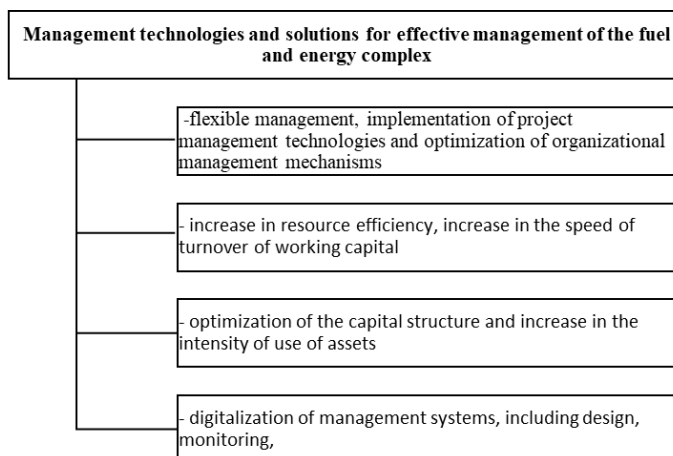 Management technologies and solutions for effective management of the fuel
and energy complex
-flexible management, implementation of project
management technologies and optimization of organizational
management mechanisms
- increase in resource efficiency, increase in the speed of
turnover of working capital
- optimization of the capital structure and increase in the
intensity of use of assets
- digitalization of management systems, including design,
monitoring,